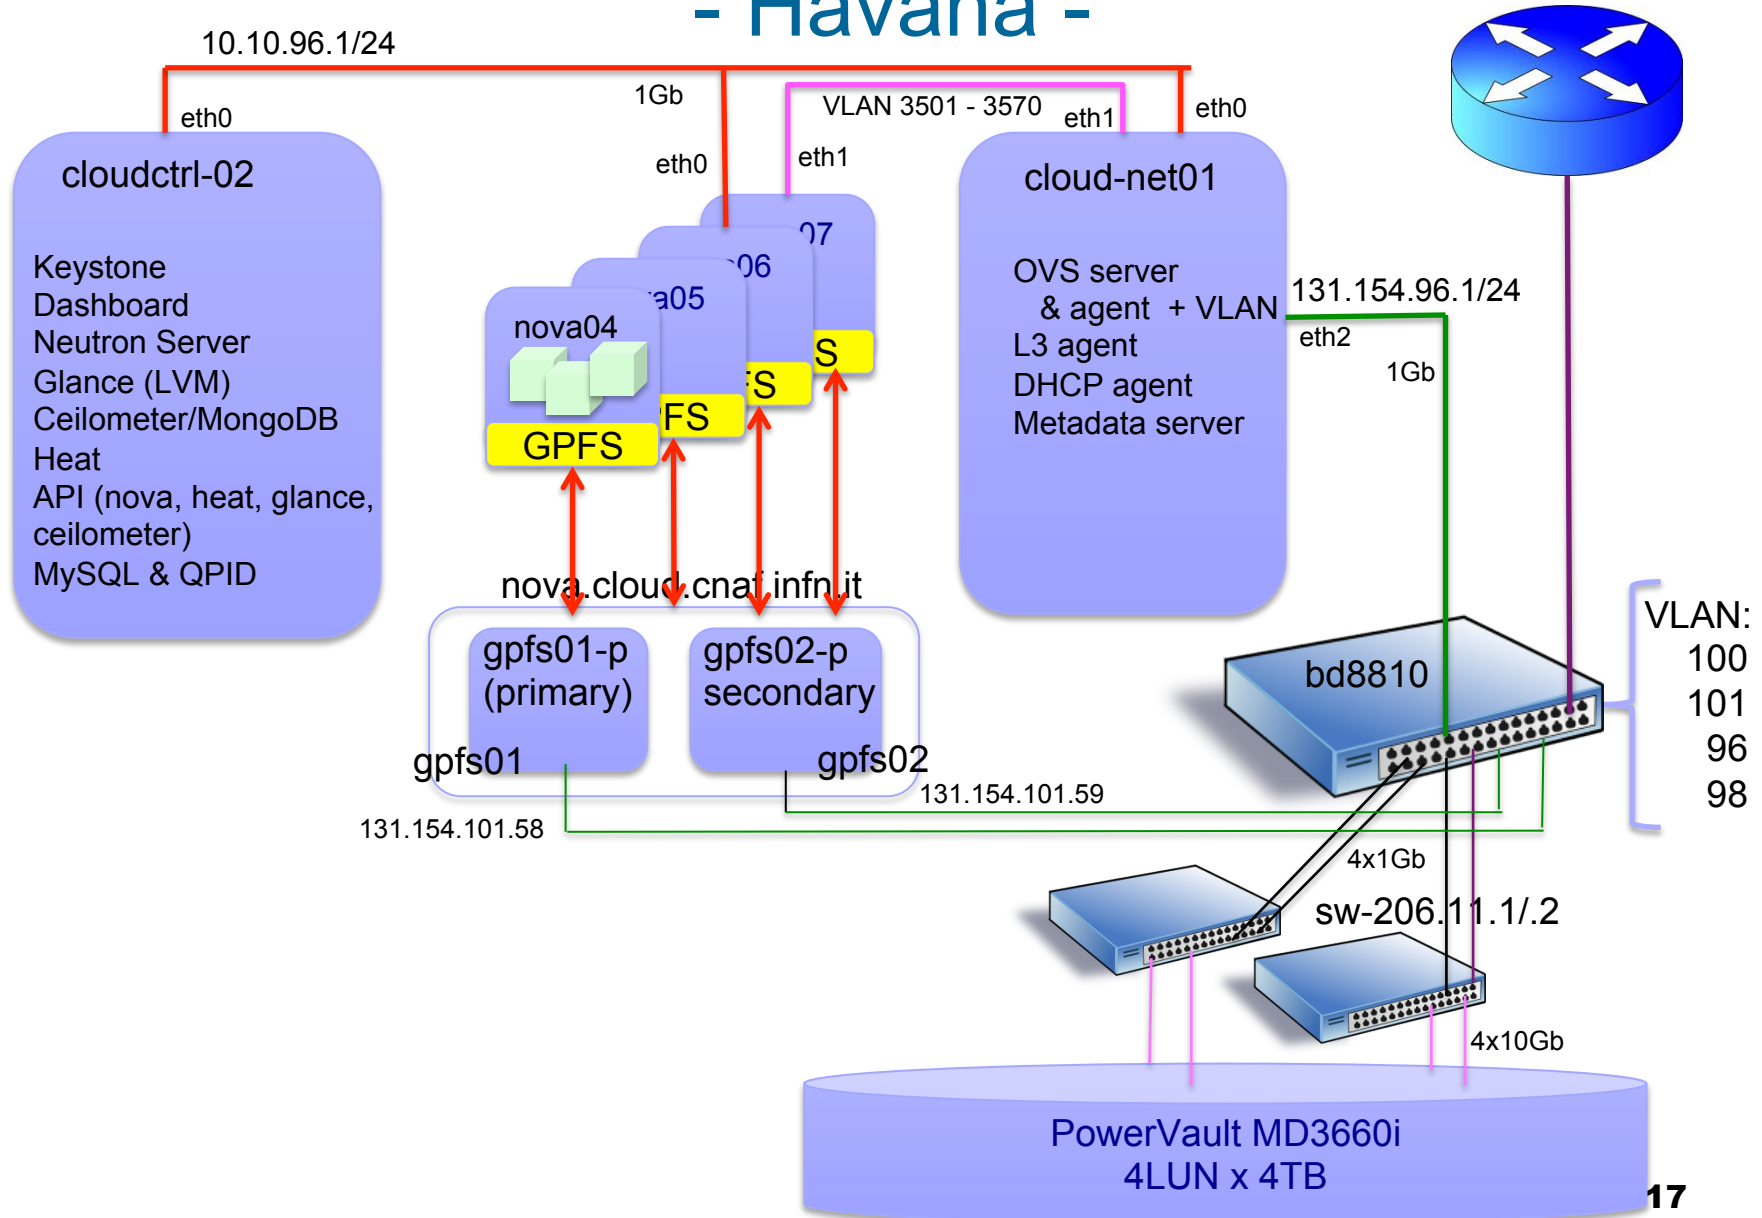 - Havana -
10.10.96.1/24
1Gb
VLAN 3501 - 3570
eth0
eth1
eth0
eth0
eth1
cloudctrl-02
Keystone
Dashboard
Neutron Server
Glance (LVM)
Ceilometer/MongoDB
Heat
API (nova, heat, glance,
ceilometer)
MySQL & QPID
07
06
a05
nova04
S
FS
FS
GPFS
cloud-net01
OVS server
& agent + VLAN
L3 agent
DHCP agent
Metadata server
131.154.96.1/24
eth2
1Gb
nova.cloud.cnaf.infn.it
gpfs01-p
(primary)
gpfs02-p
secondary
gpfs01
gpfs02
131.154.101.59
131.154.101.58
bd8810
VLAN:
100
101
96
98
4x1Gb
sw-206.11.1/.2
4x10Gb
PowerVault MD3660i
4LUN x 4TB
17